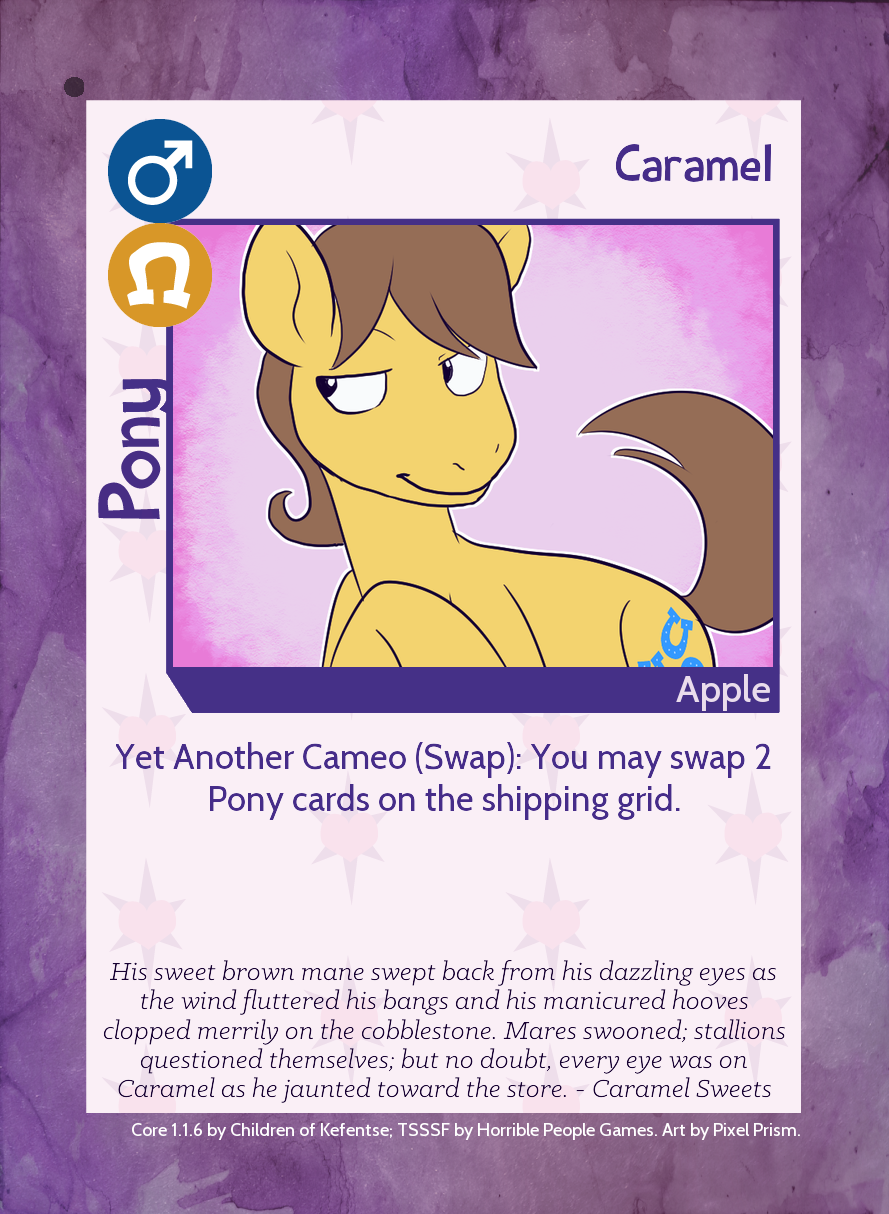 Caramel
Pony
Apple
Yet Another Cameo (Swap): You may swap 2
Pony cards on the shipping grid.
His sweet brown mane swept back from his dazzling eyes as
the wind fluttered his bangs and his manicured hooves
clopped merrily on the cobblestone. Mares swooned; stallions
questioned themselves; but no doubt, every eye was on
Caramel as he jaunted toward the store. - Caramel Sweets
Core 1.1.6 by Children of Kefentse; TSSSF by Horrible People Games. Art by Pixel Prism.